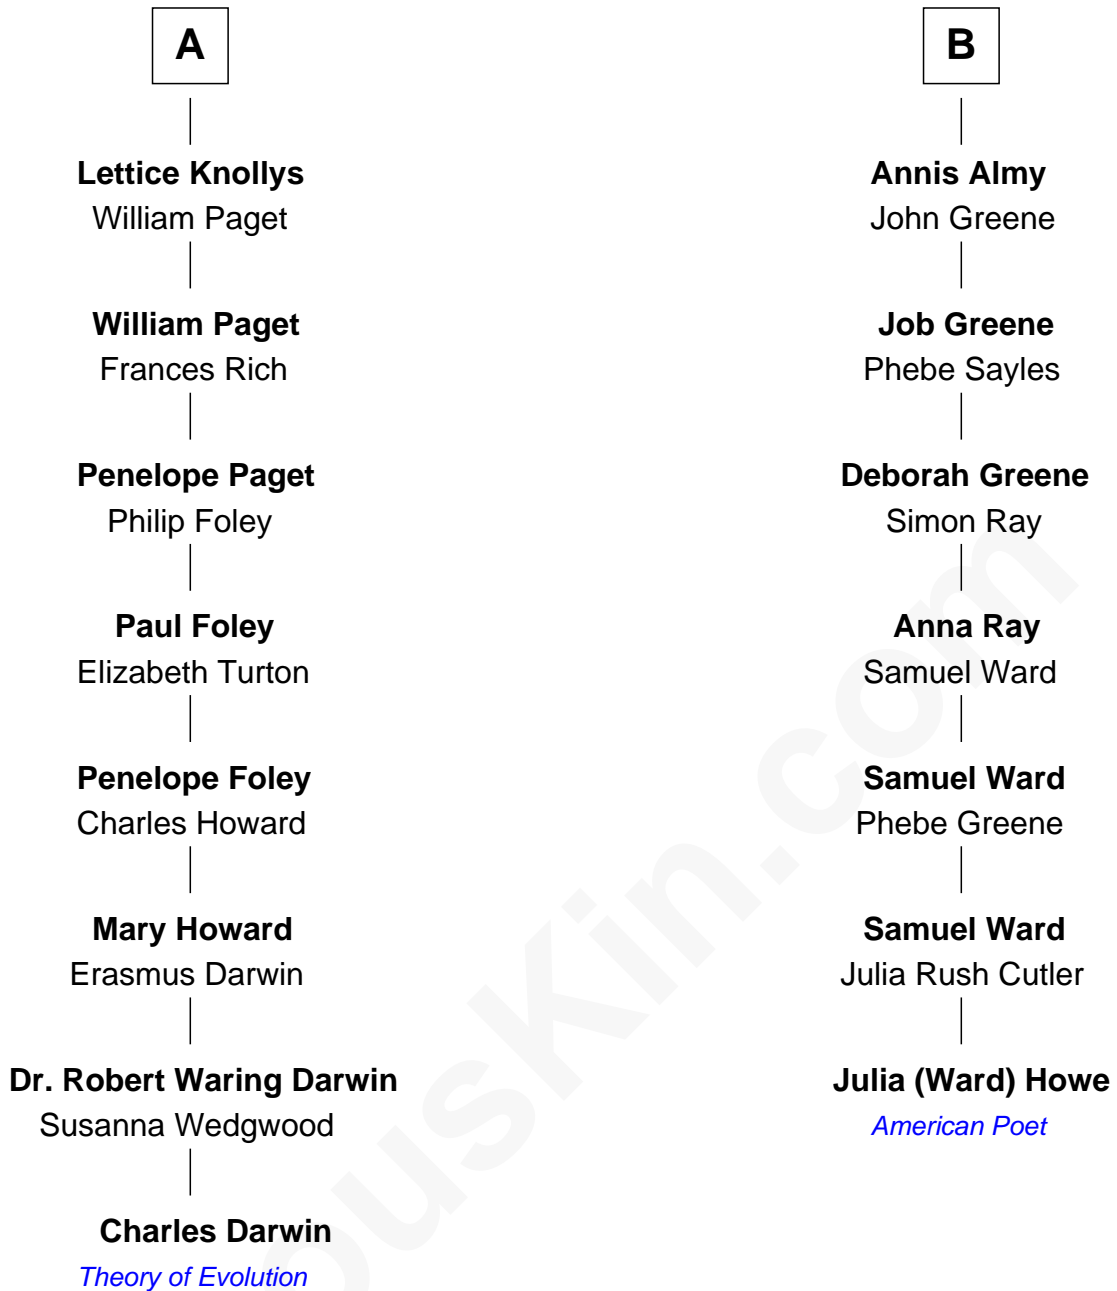 A
Lettice Knollys
William Paget
William Paget
Frances Rich
Penelope Paget
Philip Foley
Paul Foley
Elizabeth Turton
Penelope Foley
Charles Howard
Mary Howard
Erasmus Darwin
Dr. Robert Waring Darwin
Susanna Wedgwood
Charles Darwin
Theory of Evolution
B
Annis Almy
John Greene
Job Greene
Phebe Sayles
Deborah Greene
Simon Ray
Anna Ray
Samuel Ward
Samuel Ward
Phebe Greene
Samuel Ward
Julia Rush Cutler
Julia (Ward) Howe
American Poet
ousKin.com